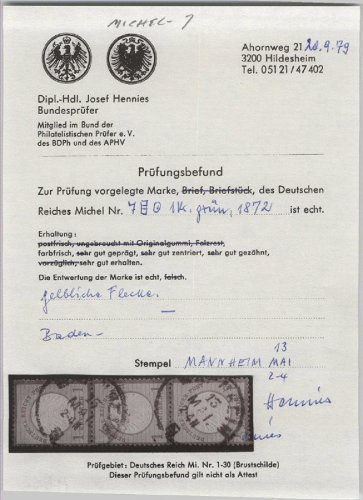 MICHEL-7
Ahornweg 21 20.9.79
3200 Hildesheim
Tel. 05121/47402
Dipl.-Hdl. Josef Hennies
Bundesprüfer
Mitglied im Bund der
Philatelistischen Prüfer e. V.
des BDPh und des APHV
Prüfungsbefund
Zur Prüfung vorgelegte Marke, Brief, Briefstück, des Deutschen
Reiches Michel Nr. 7 1 K. grün, 1872 ist echt.
Erhaltung:
postfrisch, ungebraucht mit Originalgummi, Falzrest,
farbfrisch, sehr gut geprägt, sehr gut zentriert, sehr gut gezähnt,
vorzüglich, sehr gut erhalten.
Die Entwertung der Marke ist echt, falsch.
gelbliche Flecke.
Baden-
13
Stempel MANNHEIM MAI
2-4
Hennies
Prüfgebiet: Deutsches Reich Mi. Nr. 1-30 (Brustschilde)
Dieser Prüfungsbefund gilt nicht als Attest